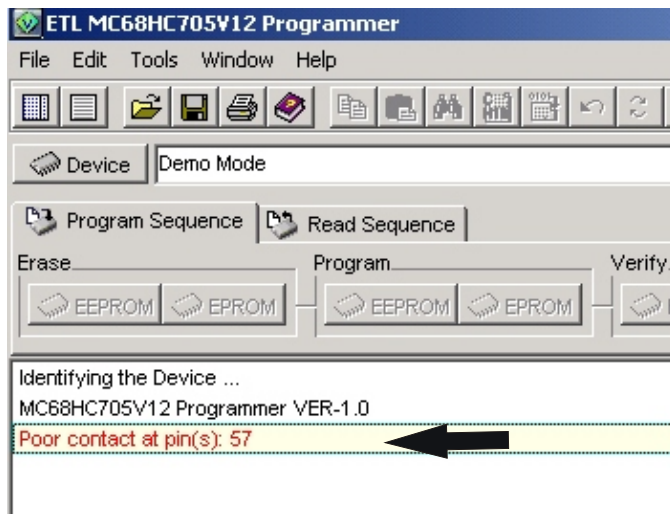 ETL MC68HC705V12 Programmer
File Edit Tools Window Help
Device Demo Mode
Program Sequence Read Sequence
Erase Program Verify
EEPROM EPROM EEPROM EPROM
Identifying the Device ...
MC68HC705V12 Programmer VER-1.0
Poor contact at pin(s): 57